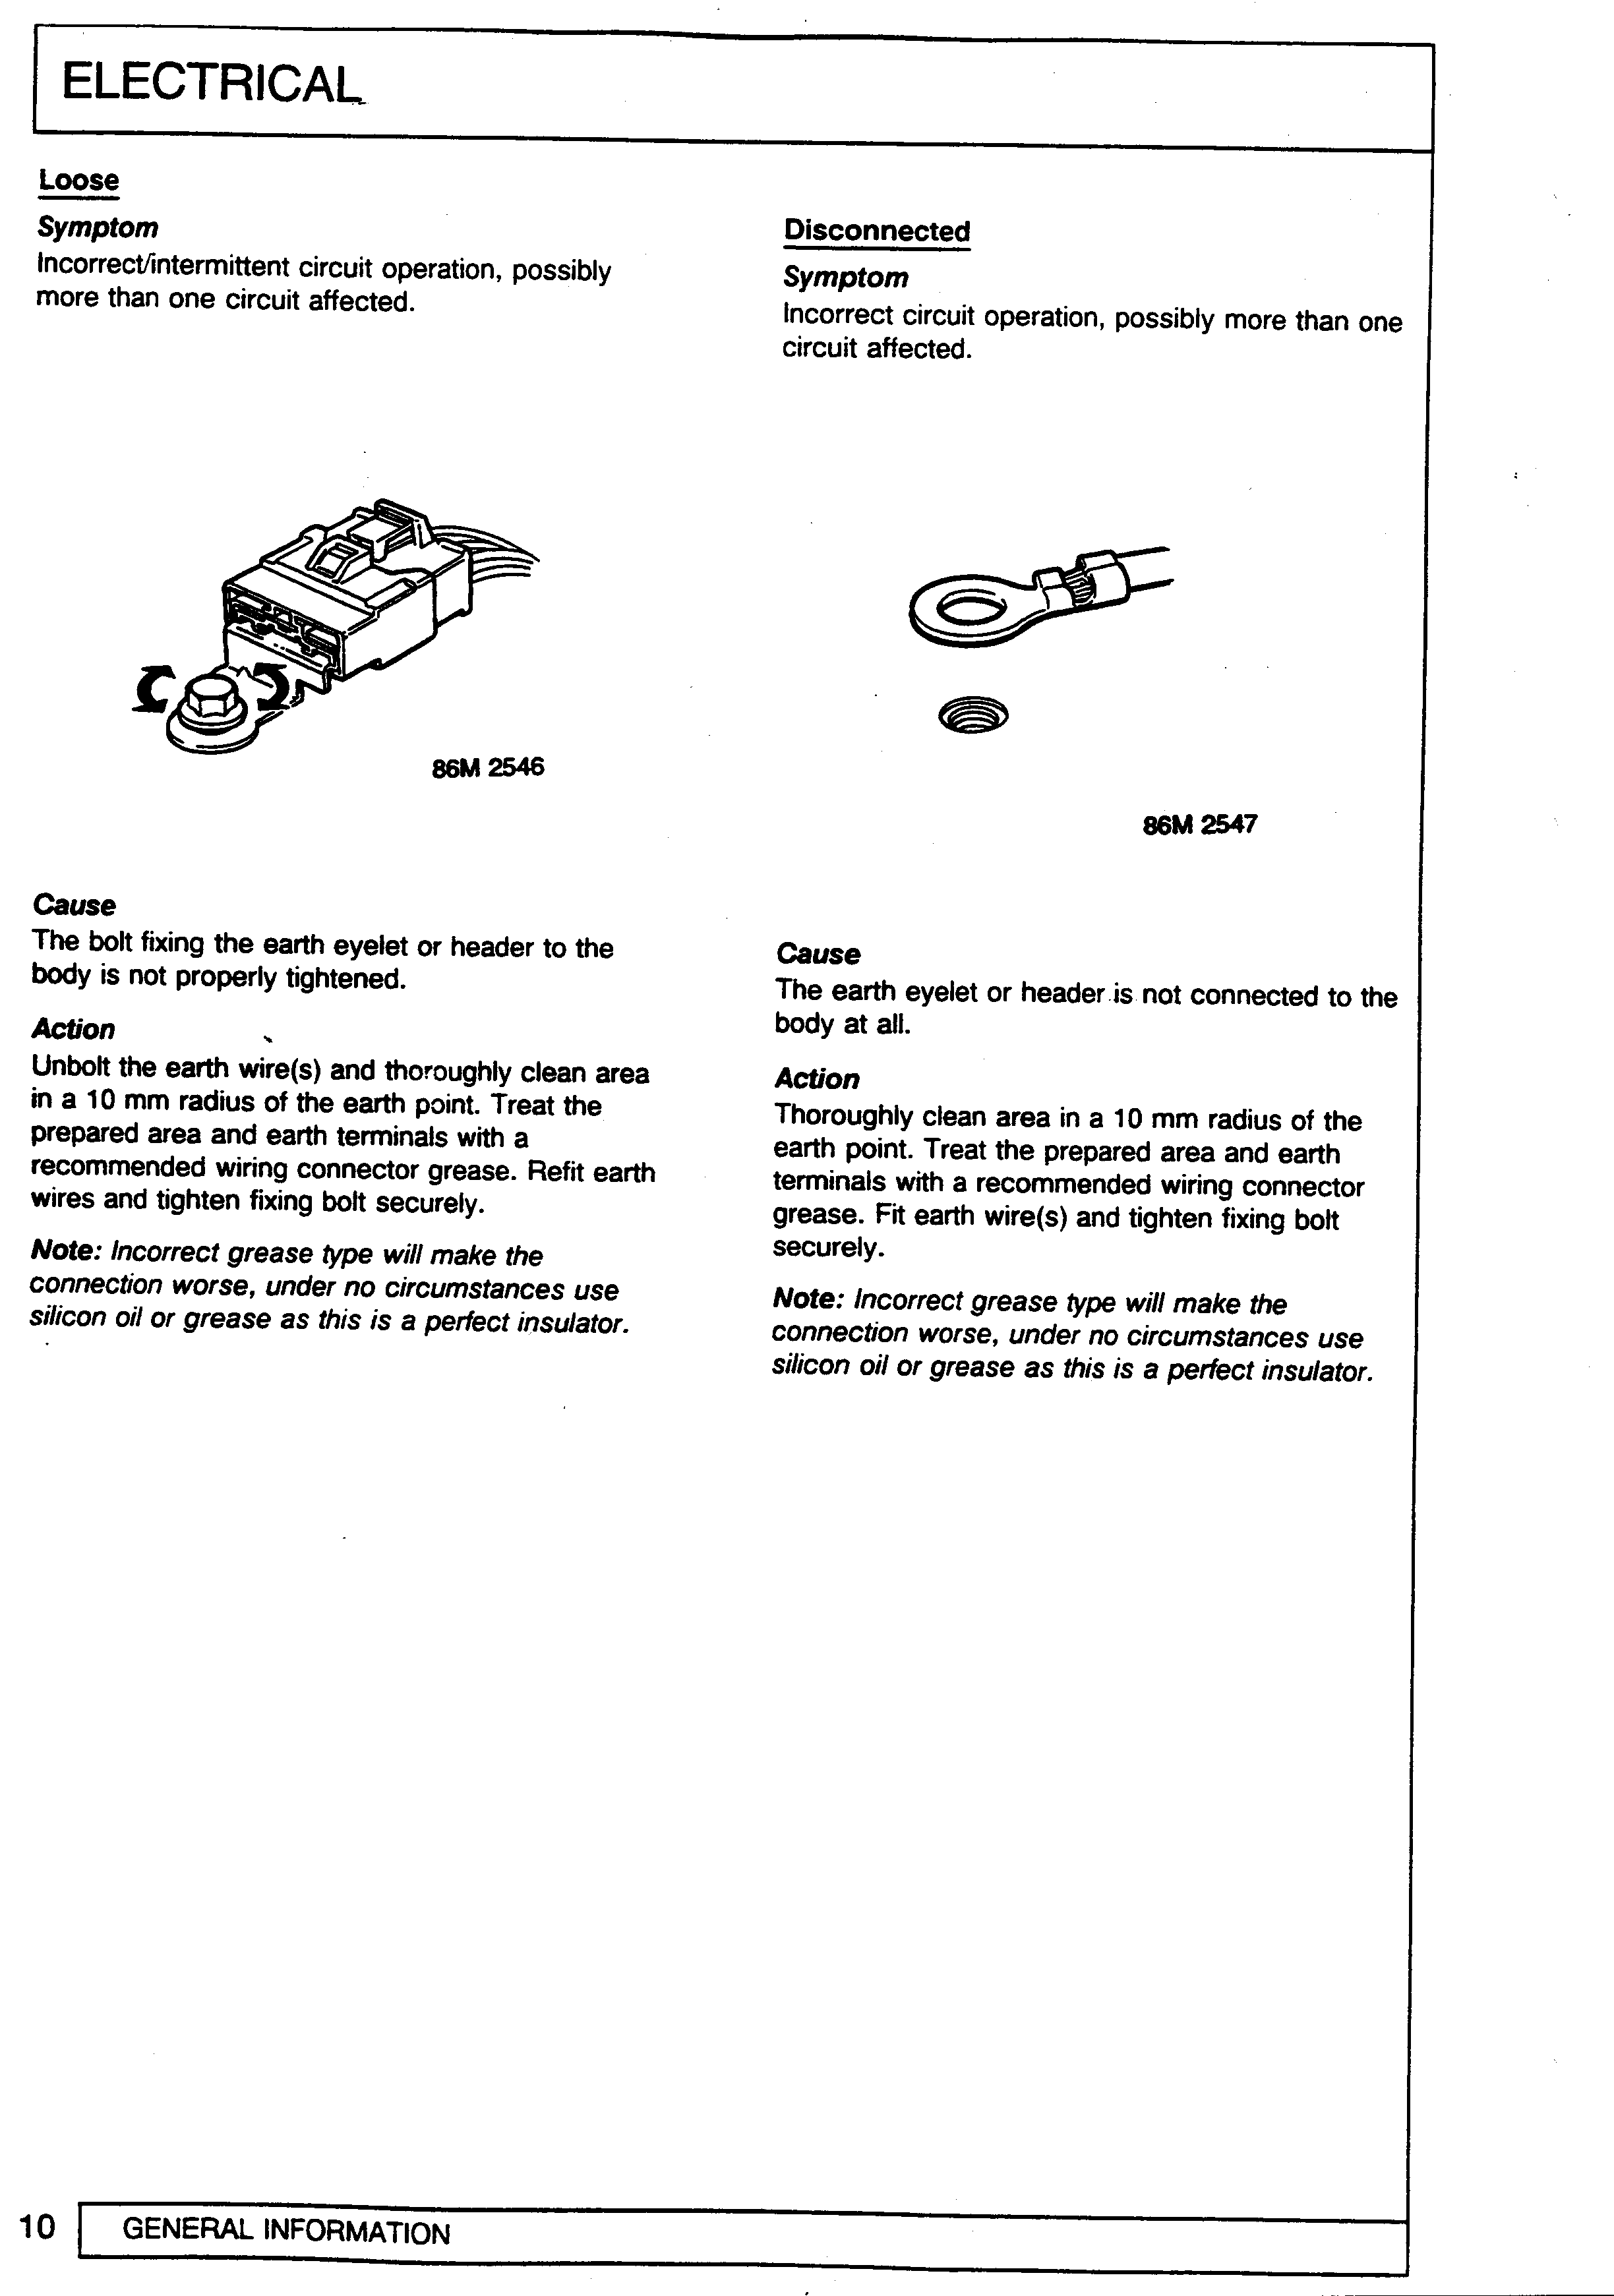 ELECTRICAL
Loose
Symptom
Incorrect/intermittent circuit operation, possibly
more than one circuit affected.
86M 2546
Cause
The bolt fixing the earth eyelet or header to the
body is not properly tightened.
Action
Unbolt the earth wire(s) and thoroughly clean area
in a 10 mm radius of the earth point. Treat the
prepared area and earth terminals with a
recommended wiring connector grease. Refit earth
wires and tighten fixing bolt securely.
Note: Incorrect grease type will make the
connection worse, under no circumstances use
silicon oil or grease as this is a perfect insulator.
Disconnected
Symptom
Incorrect circuit operation, possibly more than one
circuit affected.
86M 2547
Cause
The earth eyelet or header is not connected to the
body at all.
Action
Thoroughly clean area in a 10 mm radius of the
earth point. Treat the prepared area and earth
terminals with a recommended wiring connector
grease. Fit earth wire(s) and tighten fixing bolt
securely.
Note: Incorrect grease type will make the
connection worse, under no circumstances use
silicon oil or grease as this is a perfect insulator.
10
GENERAL INFORMATION